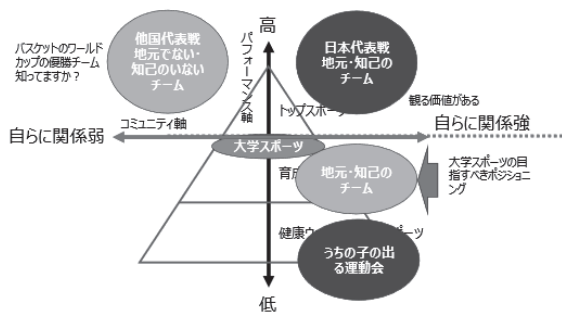 高
他国代表戦
地元でない・
知己のいない
チーム
日本代表戦
地元・知己の
チーム
バスケットのワールド
カップの優勝チーム
知ってますか？
パフォーマンス軸
トップスポーツ
観る価値がある
コミュニティ軸
自らに関係弱
自らに関係強
大学スポーツ
育成
地元・知己の
チーム
大学スポーツの目
指すべきポジショニ
ング
健康ウ
ポーツ
うちの子の出
る運動会
低